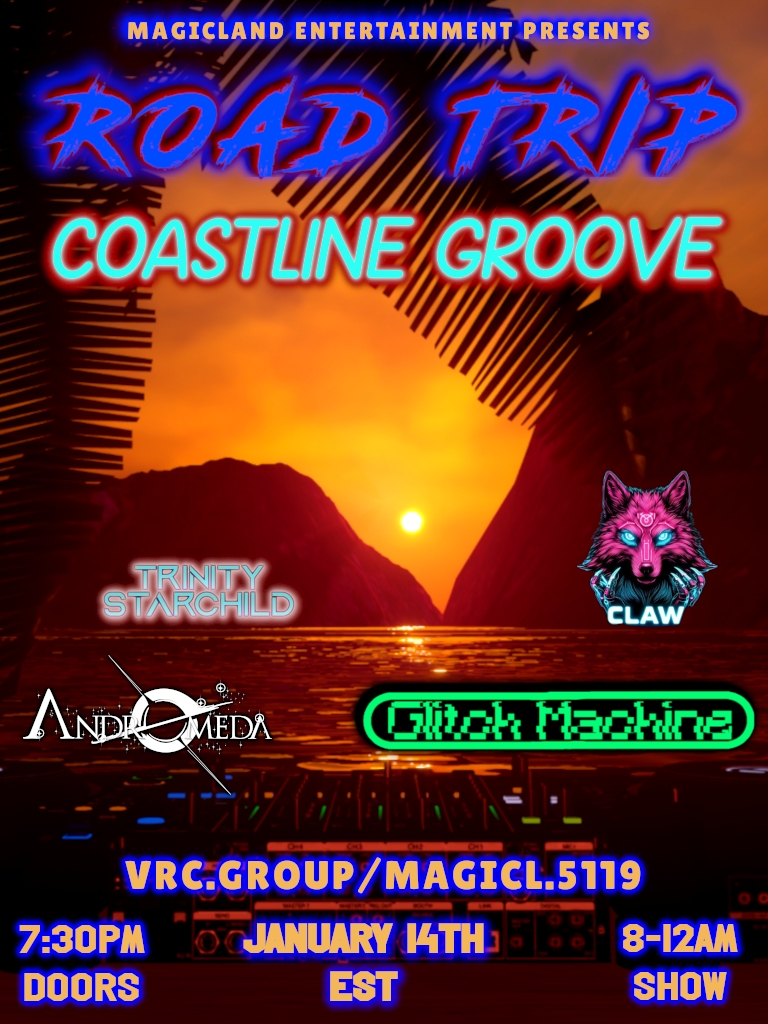 MAGICLAND ENTERTAINMENT PRESENTS
ROAD TRIP
COASTLINE GROOVE
TRINITY
STARCHILD
CLAW
ANDROMEDA
Glitch Machine
VRC.GROUP/MAGICL.5119
7:30PM
DOORS
JANUARY 14TH
EST
8-12AM
SHOW